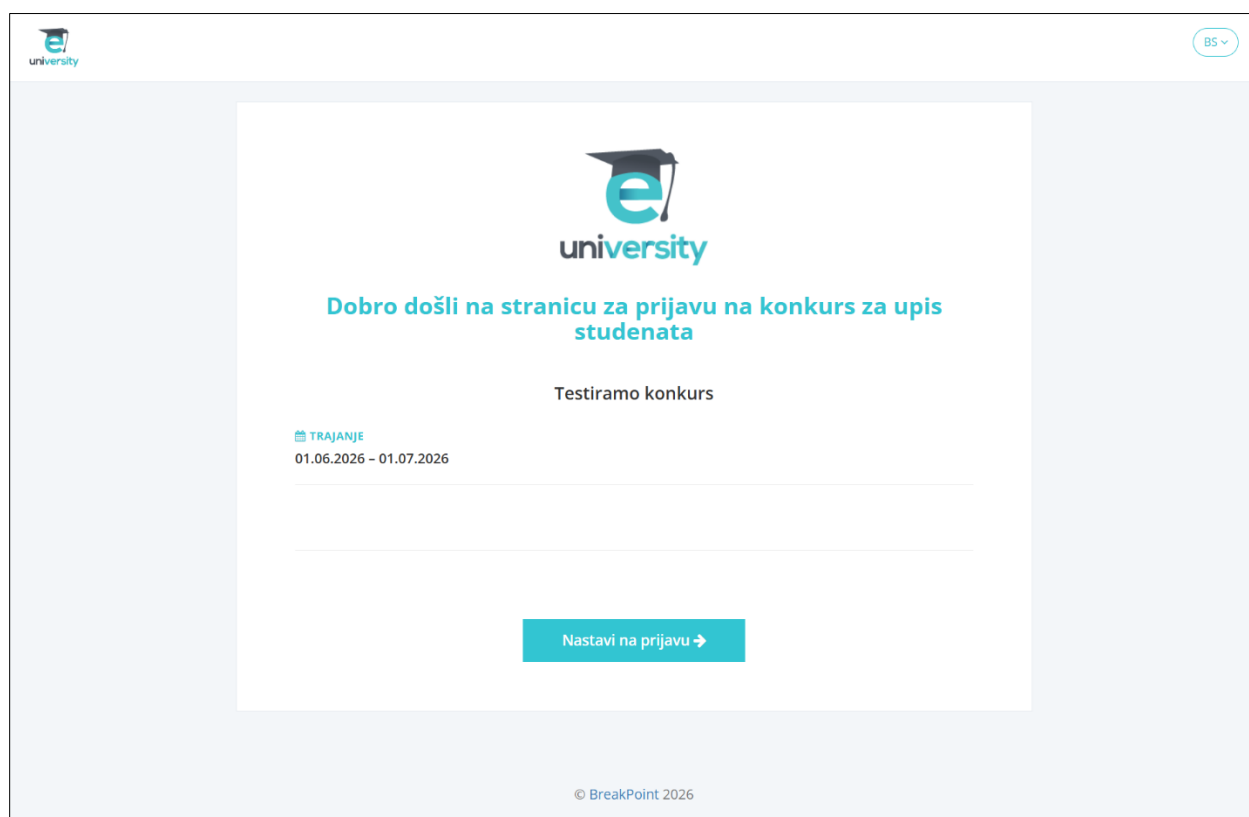 e
university
BS
e
university
Dobro došli na stranicu za prijavu na konkurs za upis
studenata
Testiramo konkurs
TRAJANJE
01.06.2026 – 01.07.2026
Nastavi na prijavu
© BreakPoint 2026